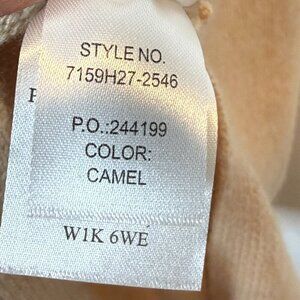 STYLE NO.
7159H27-2546
P.O.:244199
COLOR:
CAMEL
W1K 6WE